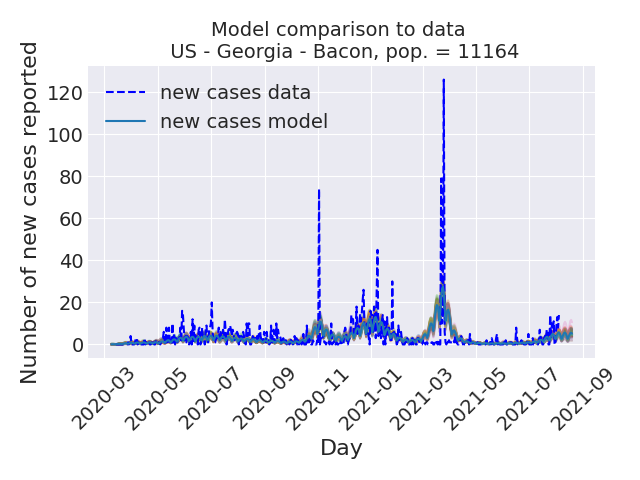 Model comparison to data
US - Georgia - Bacon, pop. = 11164
Number of new cases reported
120
100
80
60
40
20
0
new cases data
new cases model
2020-03
2020-05
2020-07
2020-09
2020-11
2021-01
2021-03
2021-05
2021-07
2021-09
Day